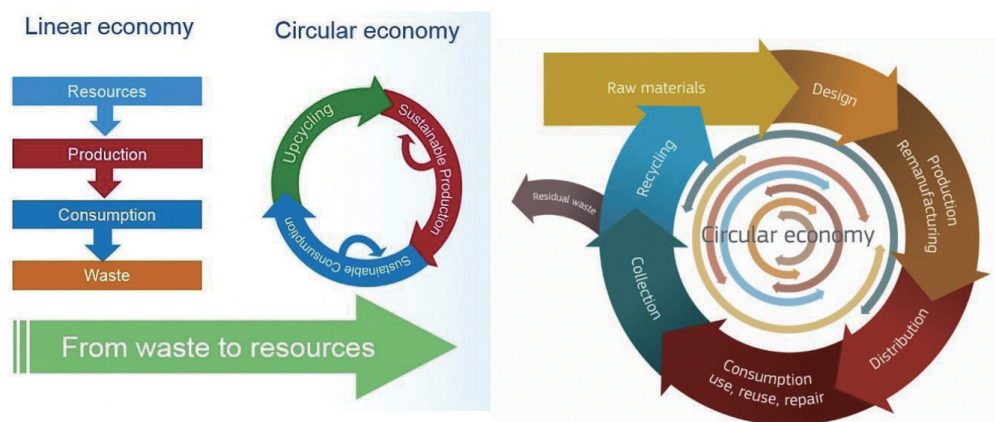 Linear economy
Resources
Production
Consumption
Waste
Circular economy
Upcycling
Sustainable Production
Sustainable Consumption
From waste to resources
Raw materials
Design
Production
Remanufacturing
Distribution
Consumption
use, reuse, repair
Collection
Recycling
Residual waste
Circular economy